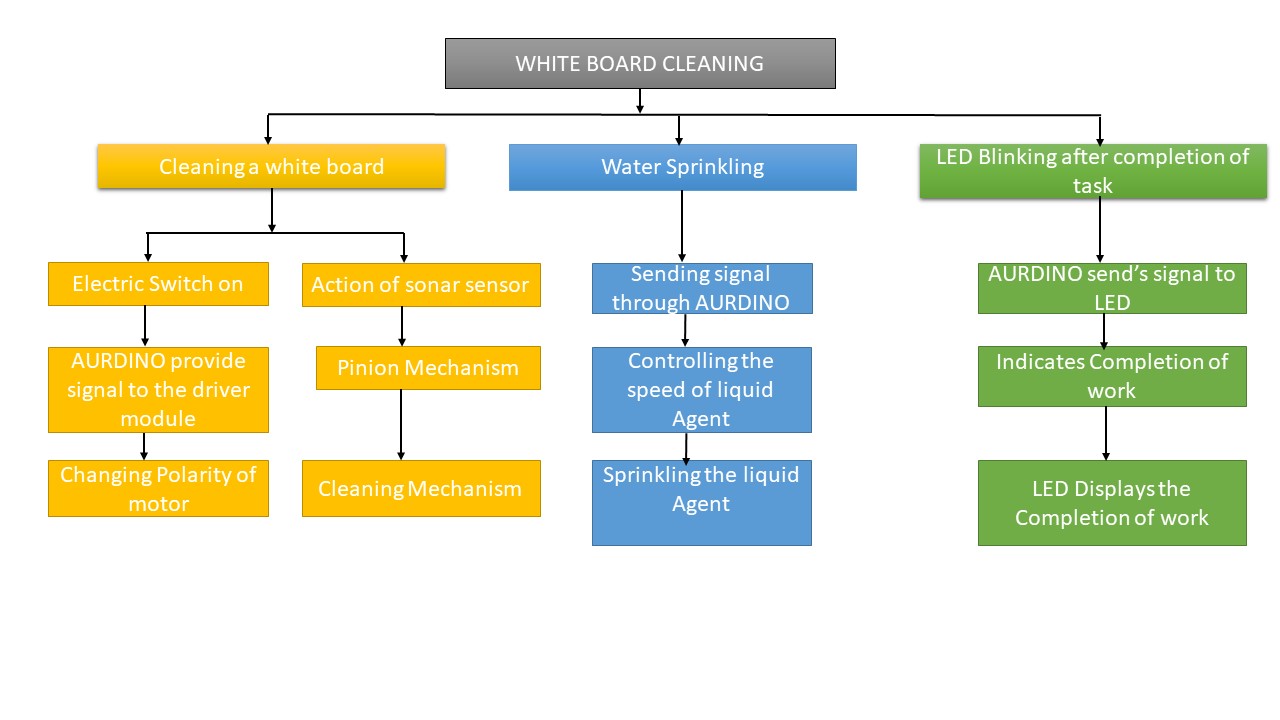 WHITE BOARD CLEANING
Cleaning a white board
Water Sprinkling
LED Blinking after completion of
task
Electric Switch on
Action of sonar sensor
Sending signal
through AURDINO
AURDINO send’s signal to
LED
AURDINO provide
signal to the driver
module
Pinion Mechanism
Controlling the
speed of liquid
Agent
Indicates Completion of
work
Changing Polarity of
motor
Cleaning Mechanism
Sprinkling the liquid
Agent
LED Displays the
Completion of work